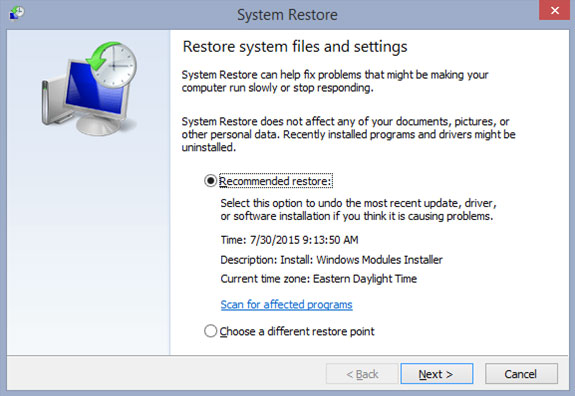 System Restore
Restore system files and settings
System Restore can help fix problems that might be making your
computer run slowly or stop responding.
System Restore does not affect any of your documents, pictures, or
other personal data. Recently installed programs and drivers might be
uninstalled.
Recommended restore:
Select this option to undo the most recent update, driver,
or software installation if you think it is causing problems.
Time: 7/30/2015 9:13:50 AM
Description: Install: Windows Modules Installer
Current time zone: Eastern Daylight Time
Scan for affected programs
Choose a different restore point
< Back Next > Cancel